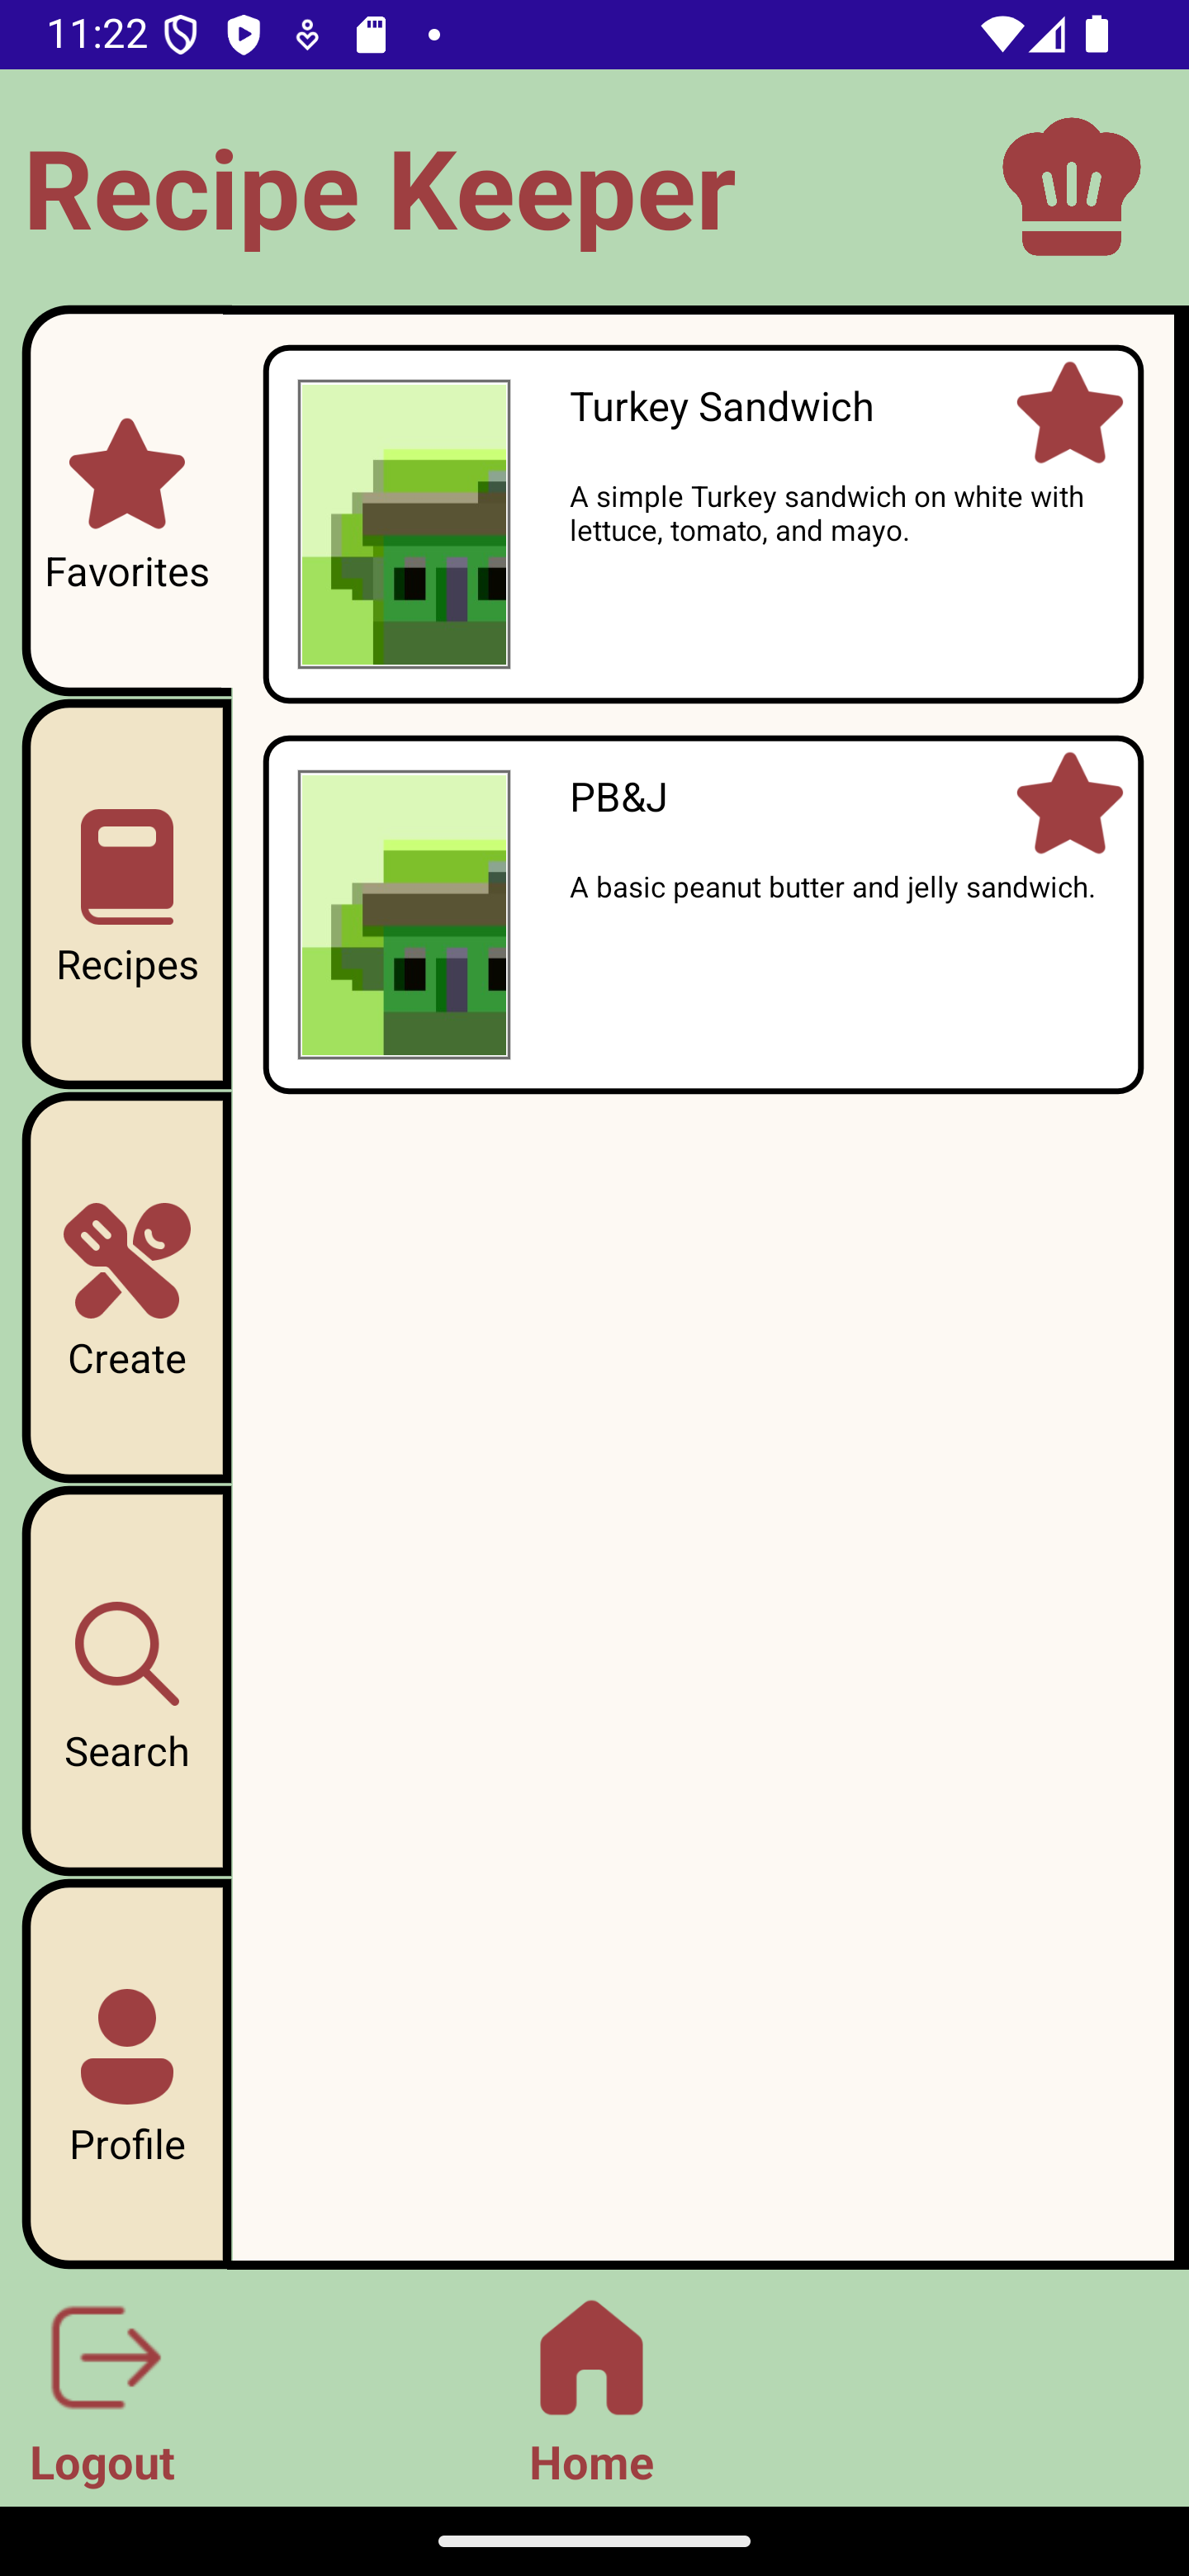 11:22
Recipe Keeper
Favorites
Turkey Sandwich
A simple Turkey sandwich on white with
lettuce, tomato, and mayo.
PB&J
A basic peanut butter and jelly sandwich.
Recipes
Create
Search
Profile
Logout
Home